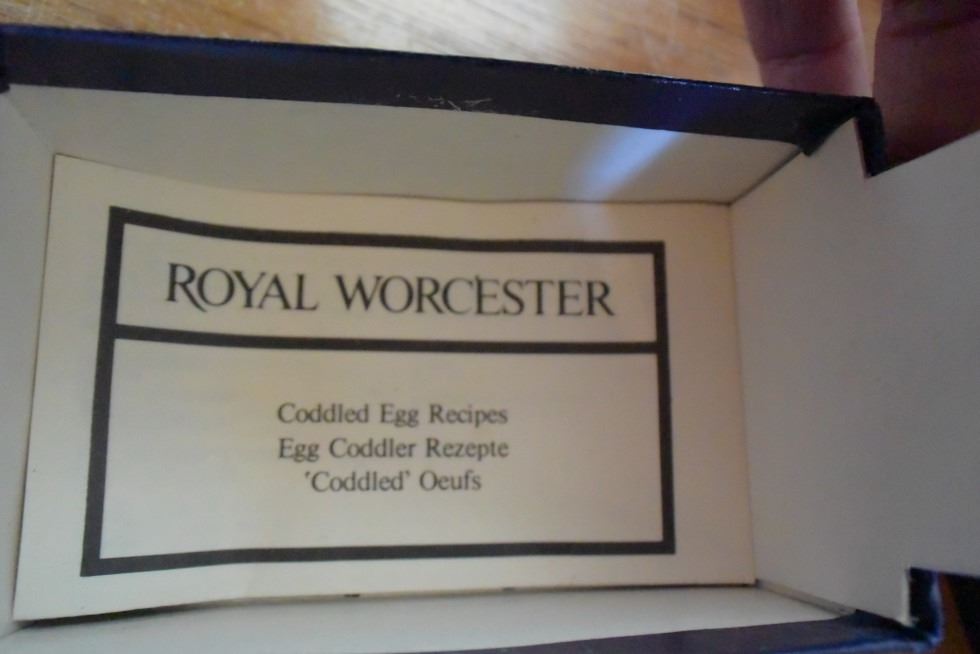 ROYAL WORCESTER
Coddled Egg Recipes
Egg Coddler Rezepte
'Coddled' Oeufs